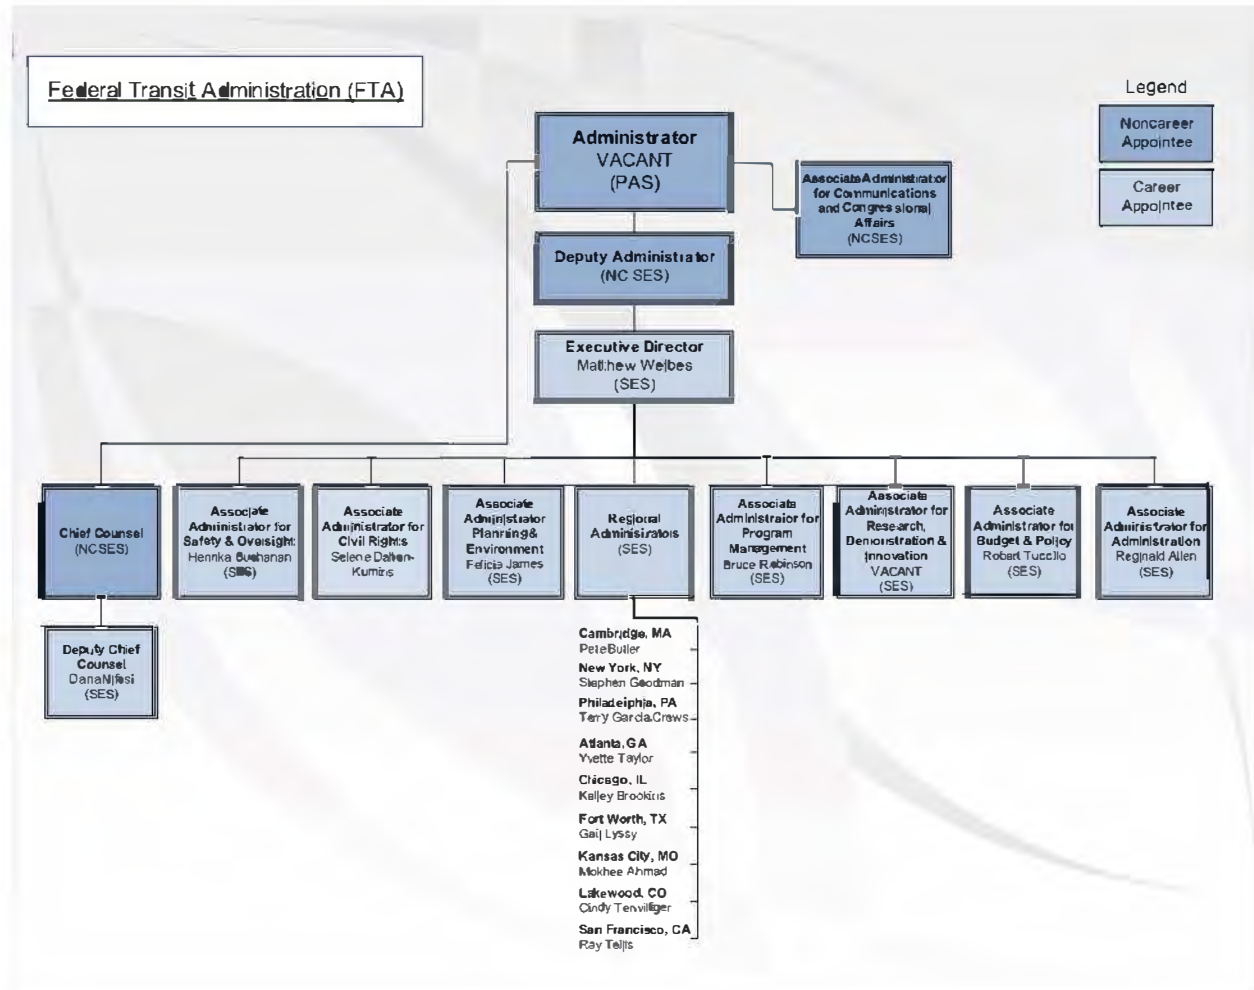 Federal Transit Administration (FTA)
Legend
Noncareer
Appointee
Career
Appointee
Administrator
VACANT
(PAS)
Associate Administrator
for Communications
and Congressional
Affairs
(NCSES)
Deputy Administrator
(NC SES)
Executive Director
Matthew Welbes
(SES)
Chief Counsel
(NCSES)
Associate
Administrator for
Safety & Oversight
Henrika Buchanan
(SES)
Associate
Administrator for
Civil Rights
Selene Dalton-
Kumins
Associate
Administrator
Planning &
Environment
Felicia James
(SES)
Regional
Administrators
(SES)
Associate
Administrator for
Program
Management
Bruce Robinson
(SES)
Associate
Administrator for
Research,
Demonstration &
Innovation
VACANT
(SES)
Associate
Administrator for
Budget & Policy
Robert Tuccillo
(SES)
Associate
Administrator for
Administration
Reginald Allen
(SES)
Deputy Chief
Counsel
Dana Nifosi
(SES)
Cambridge, MA
Pete Butler
New York, NY
Stephen Goodman
Philadelphia, PA
Terry Garcia Crews
Atlanta, GA
Yvette Taylor
Chicago, IL
Kelley Brookins
Fort Worth, TX
Gail Lyssy
Kansas City, MO
Mokhee Ahmad
Lakewood, CO
Cindy Terwilliger
San Francisco, CA
Ray Tellis